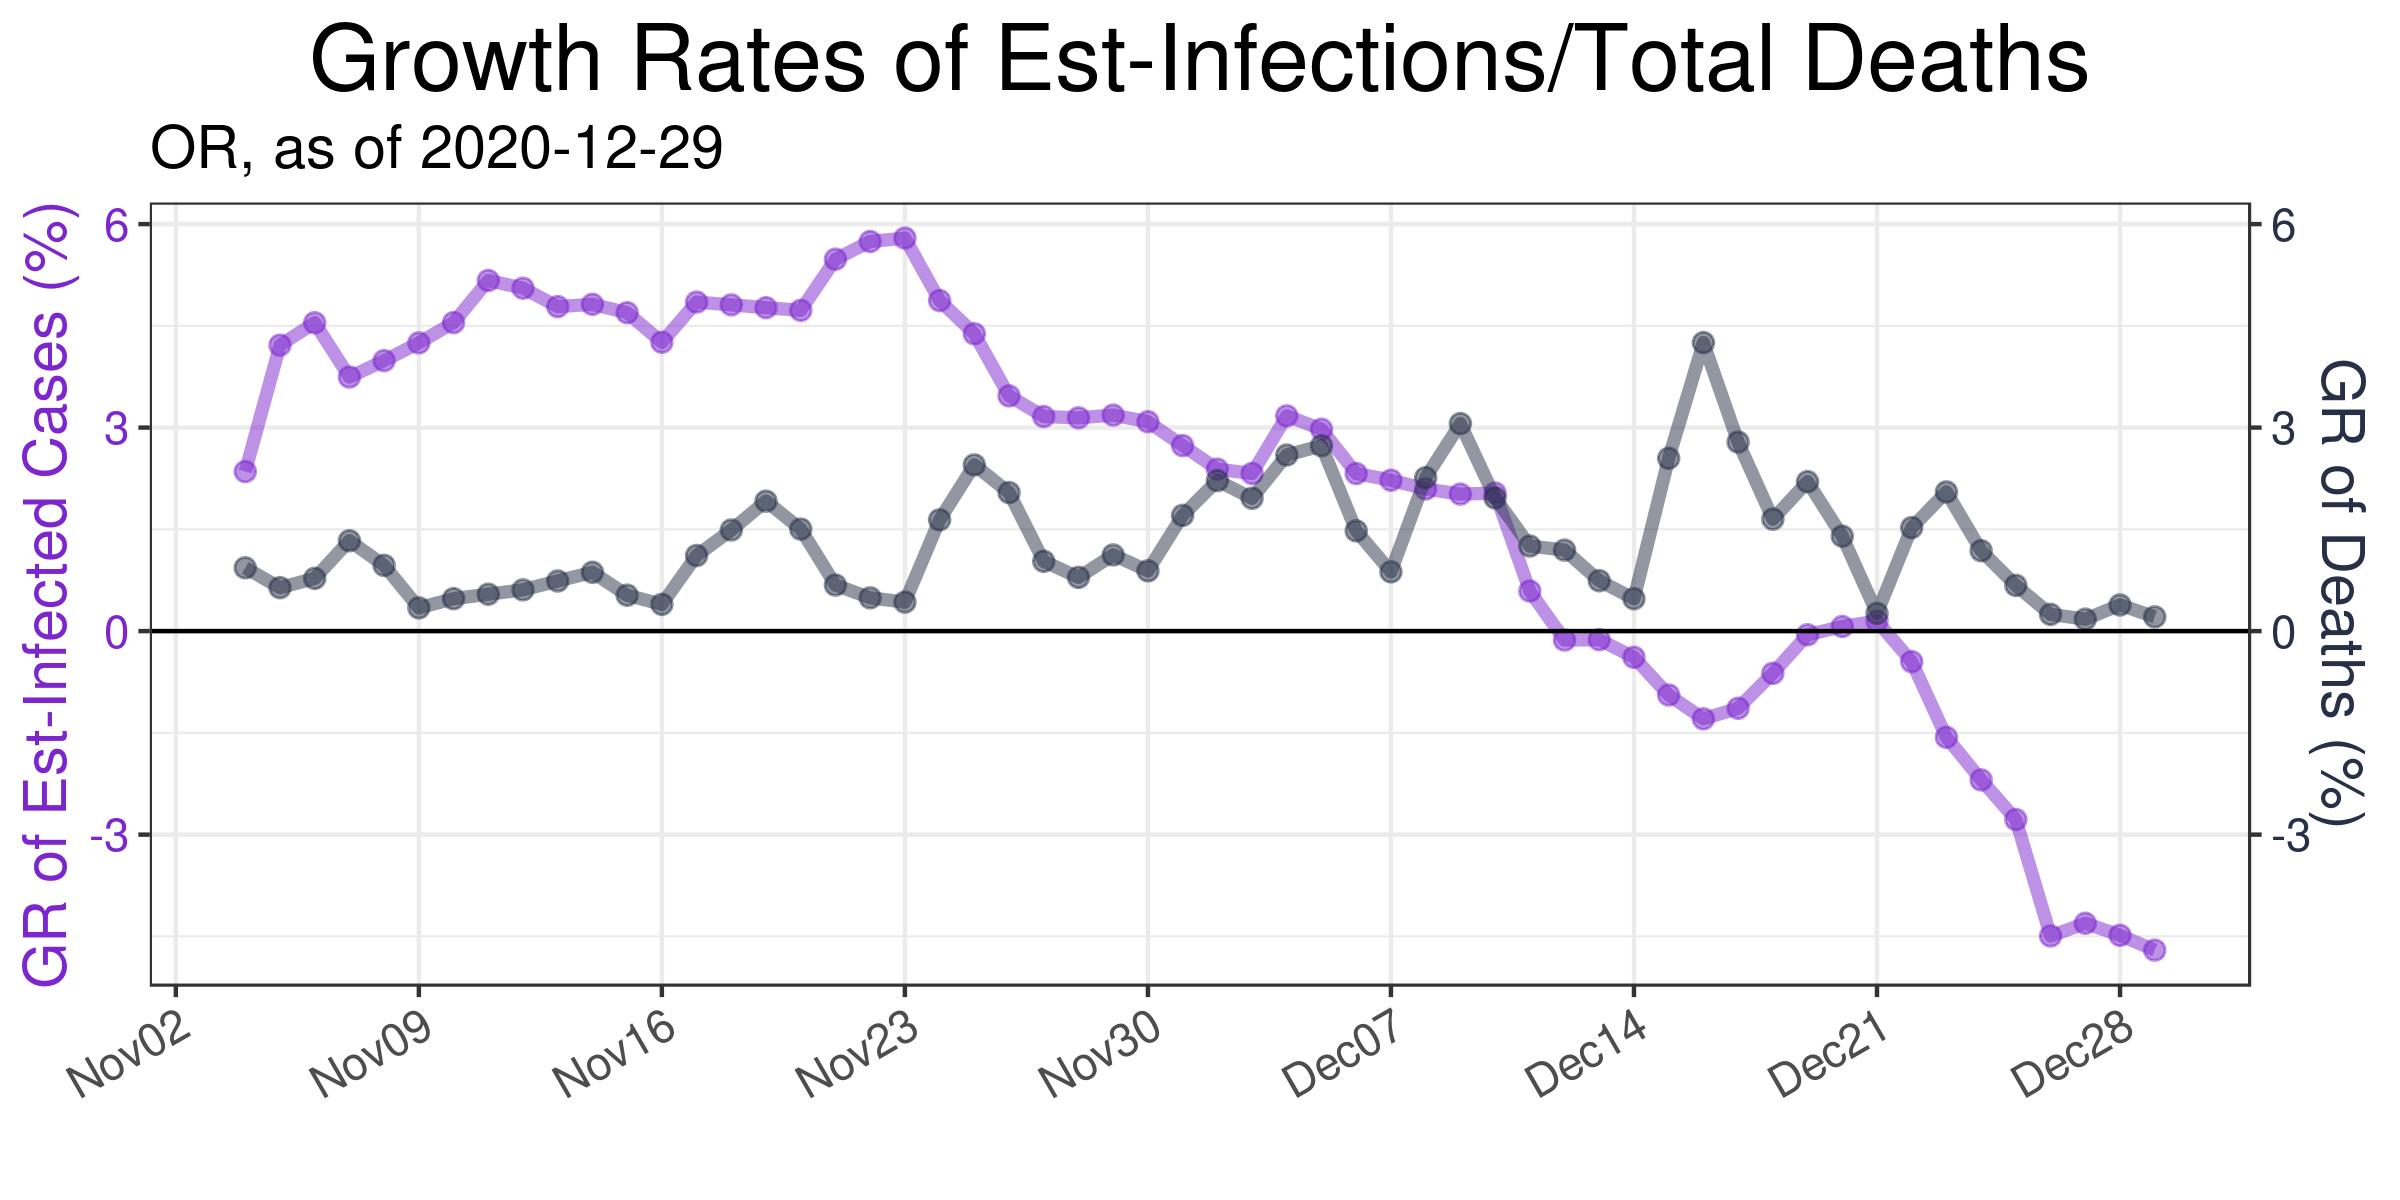 Growth Rates of Est-Infections/Total Deaths
OR, as of 2020-12-29
GR of Est-Infected Cases (%)
6
3
0
-3
6
3
0
-3
GR of Deaths (%)
Nov02
Nov09
Nov16
Nov23
Nov30
Dec07
Dec14
Dec21
Dec28